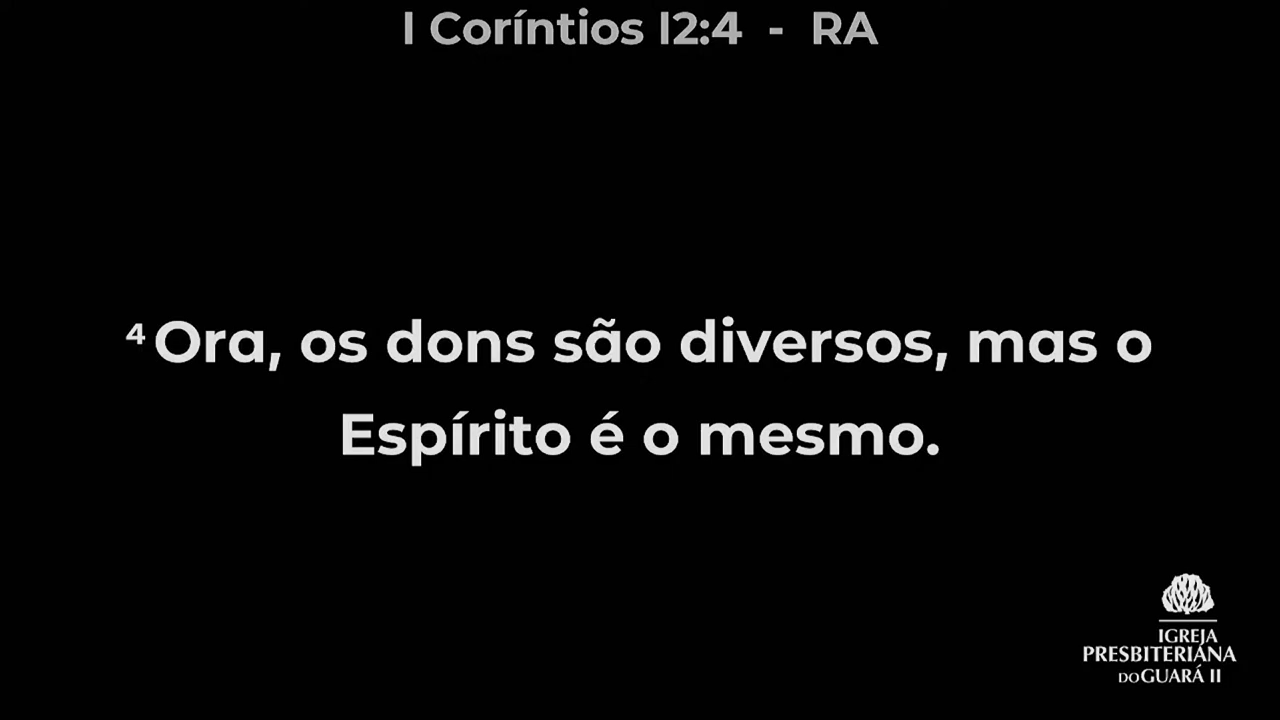 I Coríntios 12:4 - RA
⁴ Ora, os dons são diversos, mas o
Espírito é o mesmo.
IGREJA
PRESBITERIANA
DO GUARÁ II